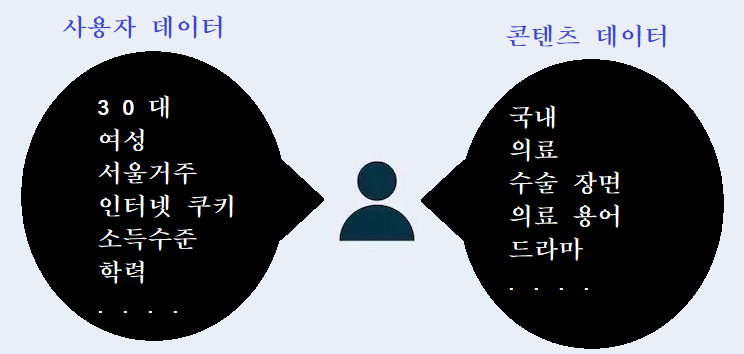 사용자 데이터
30대
여성
서울거주
인터넷 쿠키
소득수준
학력
. . . .
콘텐츠 데이터
국내
의료
수술 장면
의료 용어
드라마
. . . .